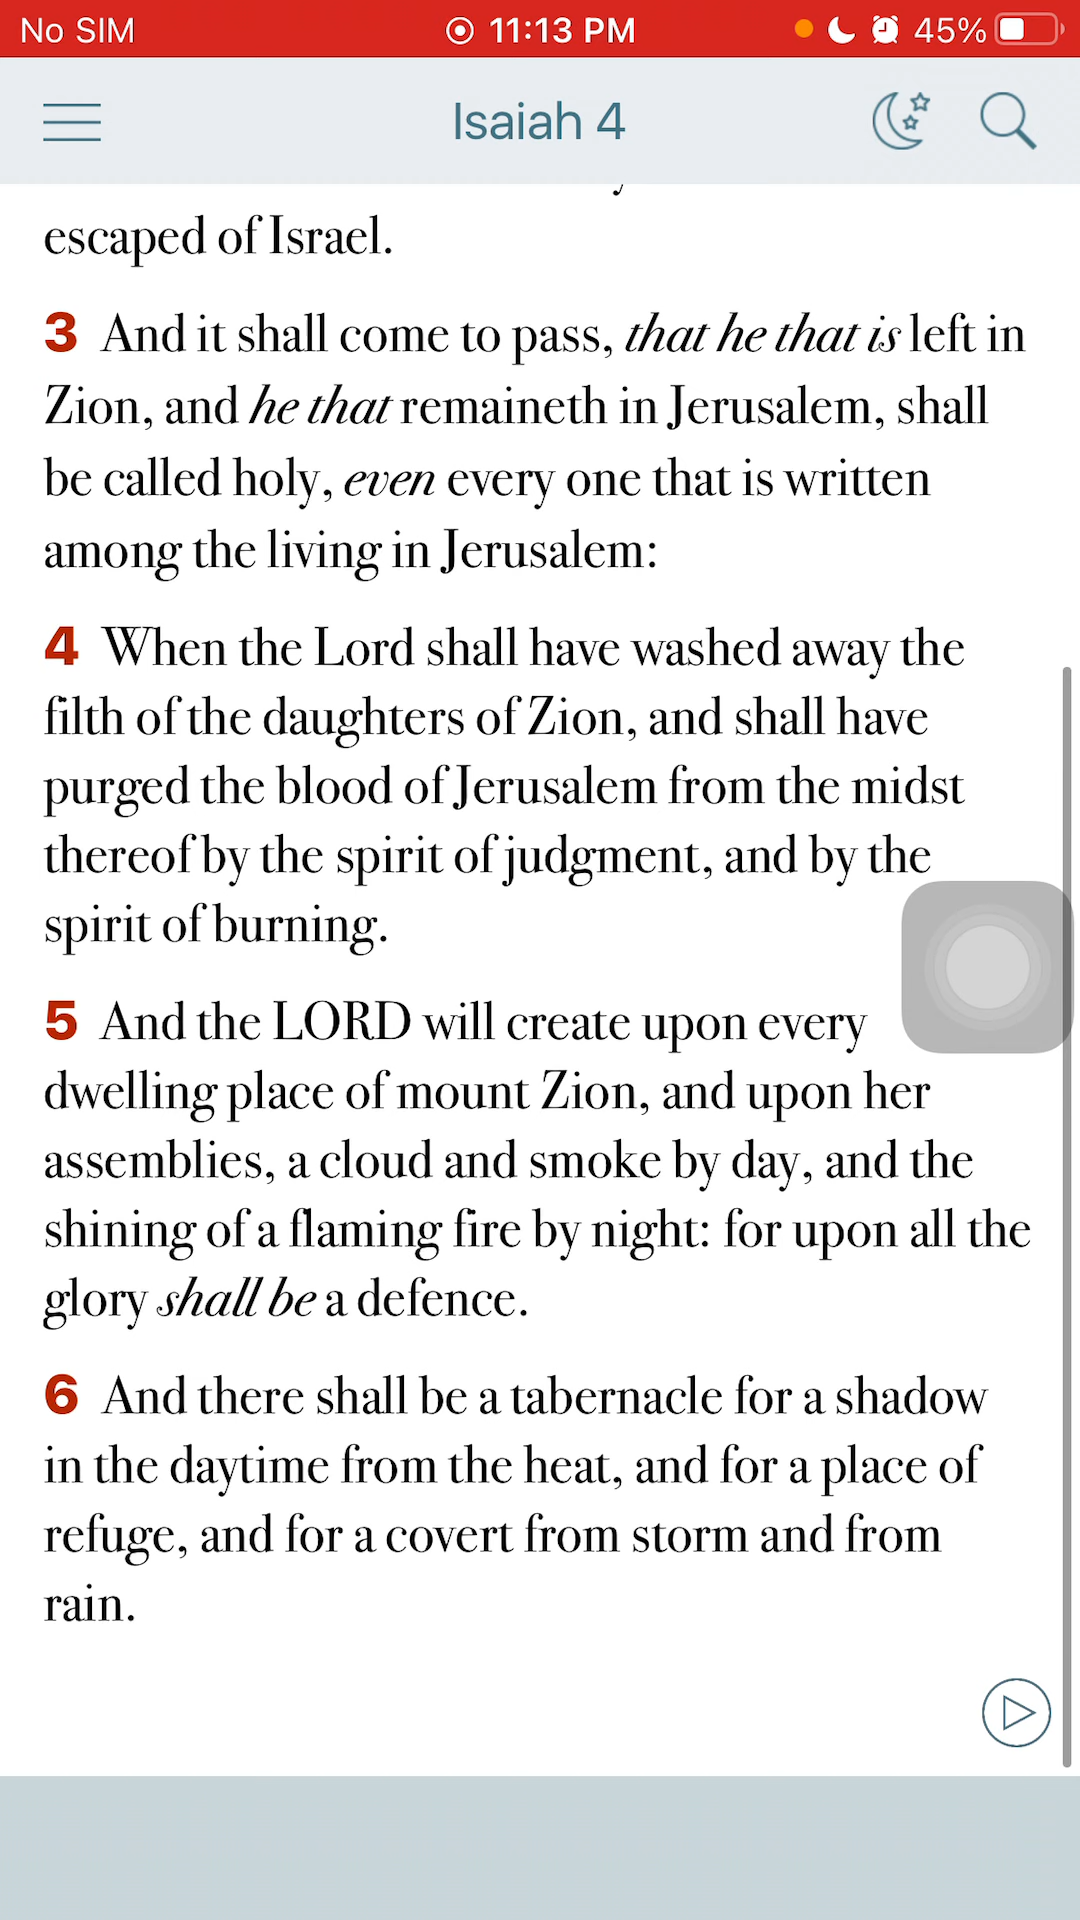 No SIM 11:13 PM 45%
Isaiah 4
escaped of Israel.
3 And it shall come to pass, that he that is left in
Zion, and he that remaineth in Jerusalem, shall
be called holy, even every one that is written
among the living in Jerusalem:
4 When the Lord shall have washed away the
filth of the daughters of Zion, and shall have
purged the blood of Jerusalem from the midst
thereof by the spirit of judgment, and by the
spirit of burning.
5 And the LORD will create upon every
dwelling place of mount Zion, and upon her
assemblies, a cloud and smoke by day, and the
shining of a flaming fire by night: for upon all the
glory shall be a defence.
6 And there shall be a tabernacle for a shadow
in the daytime from the heat, and for a place of
refuge, and for a covert from storm and from
rain.